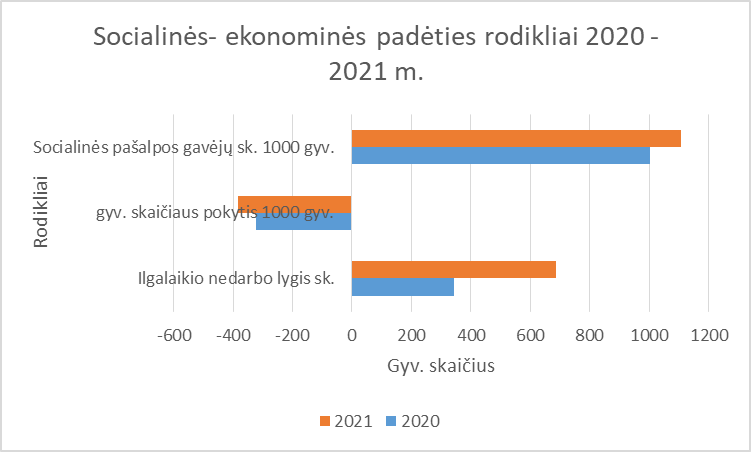 Socialinės- ekonominės padėties rodikliai 2020 -
2021 m.
Rodikliai
Socialinės pašalpos gavėjų sk. 1000 gyv.
gyv. skaičiaus pokytis 1000 gyv.
Ilgalaikio nedarbo lygis sk.
-600 -400 -200 0 200 400 600 800 1000 1200
Gyv. skaičius
2021 2020